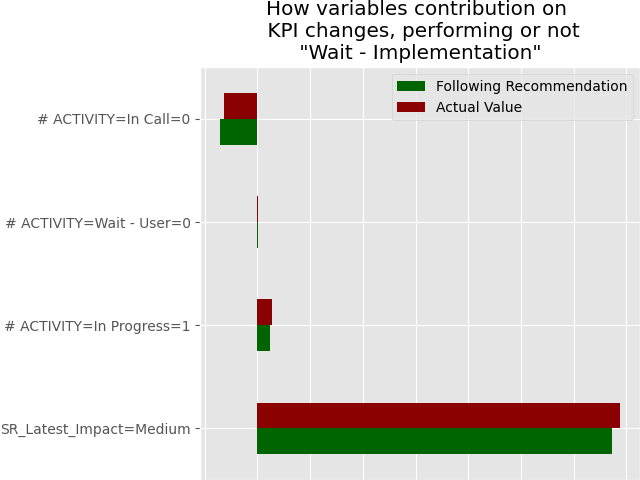 How variables contribution on
KPI changes, performing or not
"Wait - Implementation"
Following Recommendation
Actual Value
# ACTIVITY=In Call=0
# ACTIVITY=Wait - User=0
# ACTIVITY=In Progress=1
SR_Latest_Impact=Medium